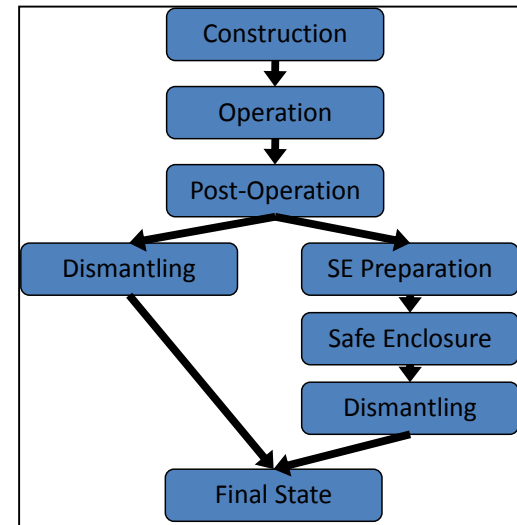 Construction
Operation
Post-Operation
Dismantling
SE Preparation
Safe Enclosure
Dismantling
Final State